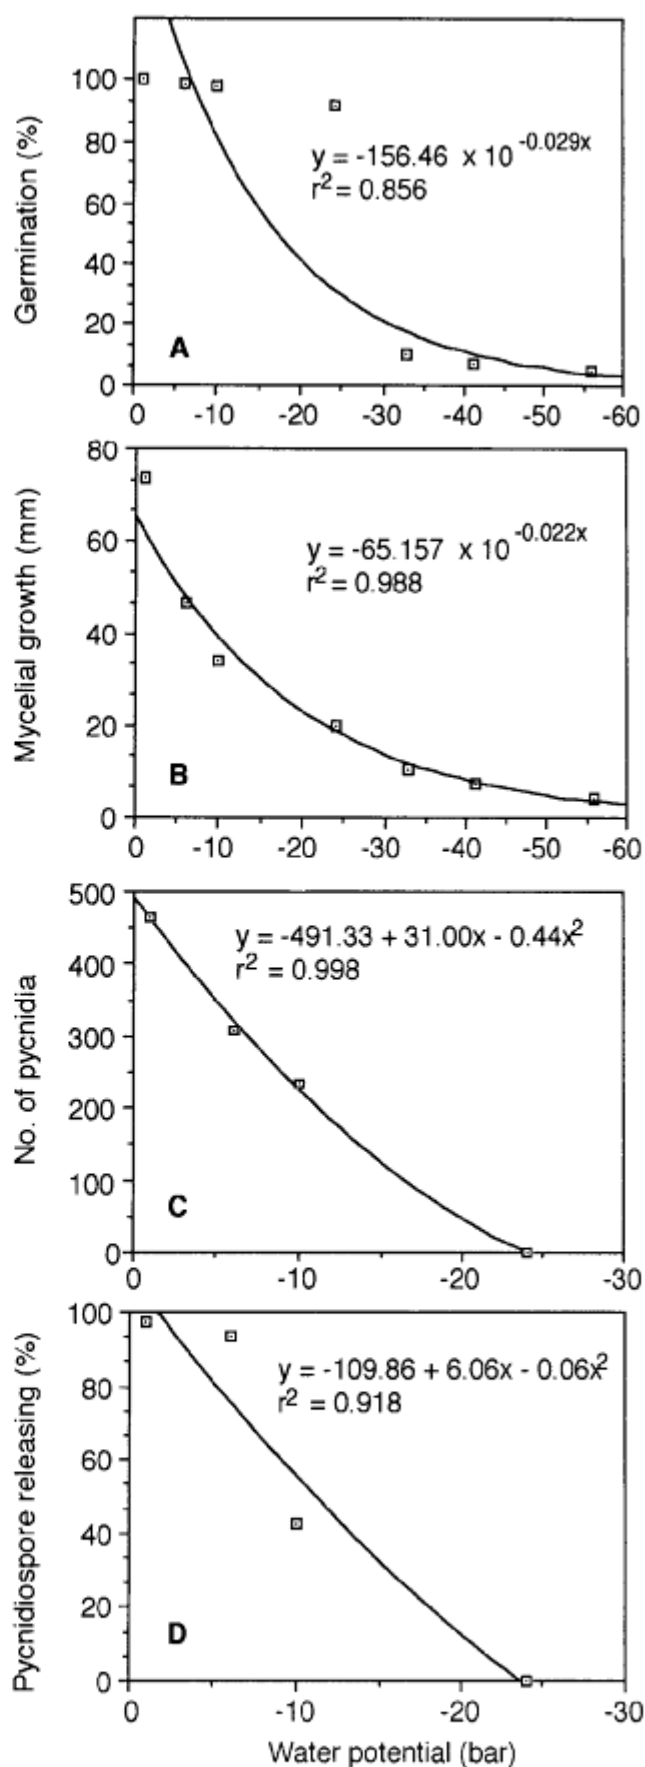 Germination (%)
100
80
60
40
20
0
y = -156.46 x 10^-0.029x
r² = 0.856
A
0 -10 -20 -30 -40 -50 -60
Mycelial growth (mm)
80
60
40
20
0
y = -65.157 x 10^-0.022x
r² = 0.988
B
0 -10 -20 -30 -40 -50 -60
No. of pycnidia
500
400
300
200
100
0
y = -491.33 + 31.00x - 0.44x²
r² = 0.998
C
0 -10 -20 -30
Pycnidiospore releasing (%)
100
80
60
40
20
0
y = -109.86 + 6.06x - 0.06x²
r² = 0.918
D
0 -10 -20 -30
Water potential (bar)